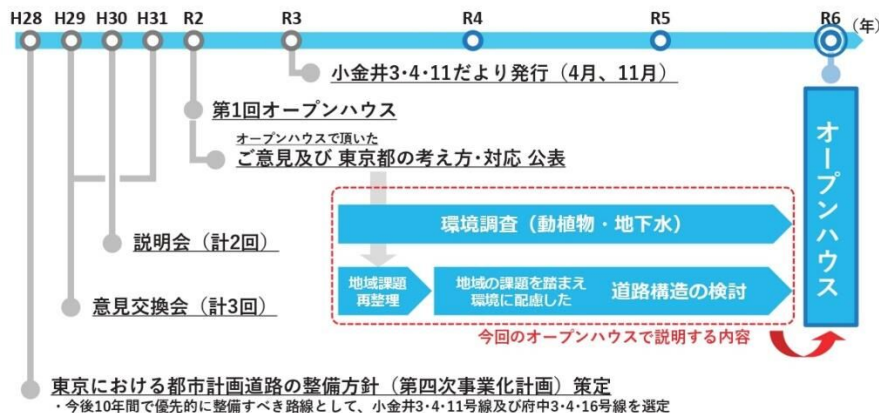 H28 H29 H30 H31 R2 R3 R4 R5 R6 (年)
小金井3･4･11だより発行（4月、11月）
第1回オープンハウス
オープンハウスで頂いた
ご意見及び 東京都の考え方･対応 公表
オープンハウス
環境調査（動植物・地下水）
説明会（計2回）
地域課題
再整理
地域の課題を踏まえ
環境に配慮した
道路構造の検討
意見交換会（計3回）
今回のオープンハウスで説明する内容
東京における都市計画道路の整備方針（第四次事業化計画）策定
・今後10年間で優先的に整備すべき路線として、小金井3･4･11号線及び府中3･4･16号線を選定